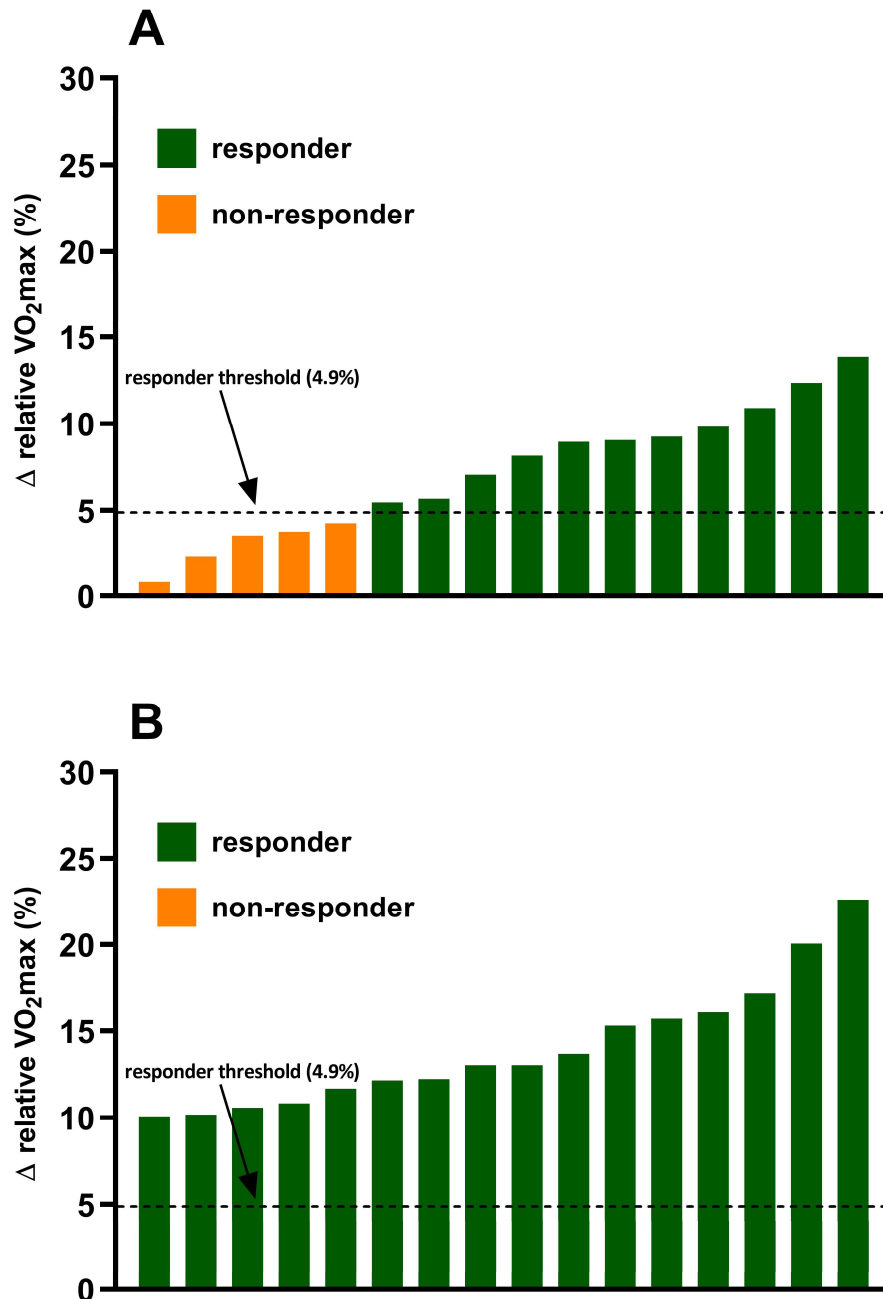 A
30
25
20
15
10
5
0
Δ relative VO₂max (%)
responder
non-responder
responder threshold (4.9%)
B
30
25
20
15
10
5
0
Δ relative VO₂max (%)
responder
non-responder
responder threshold (4.9%)